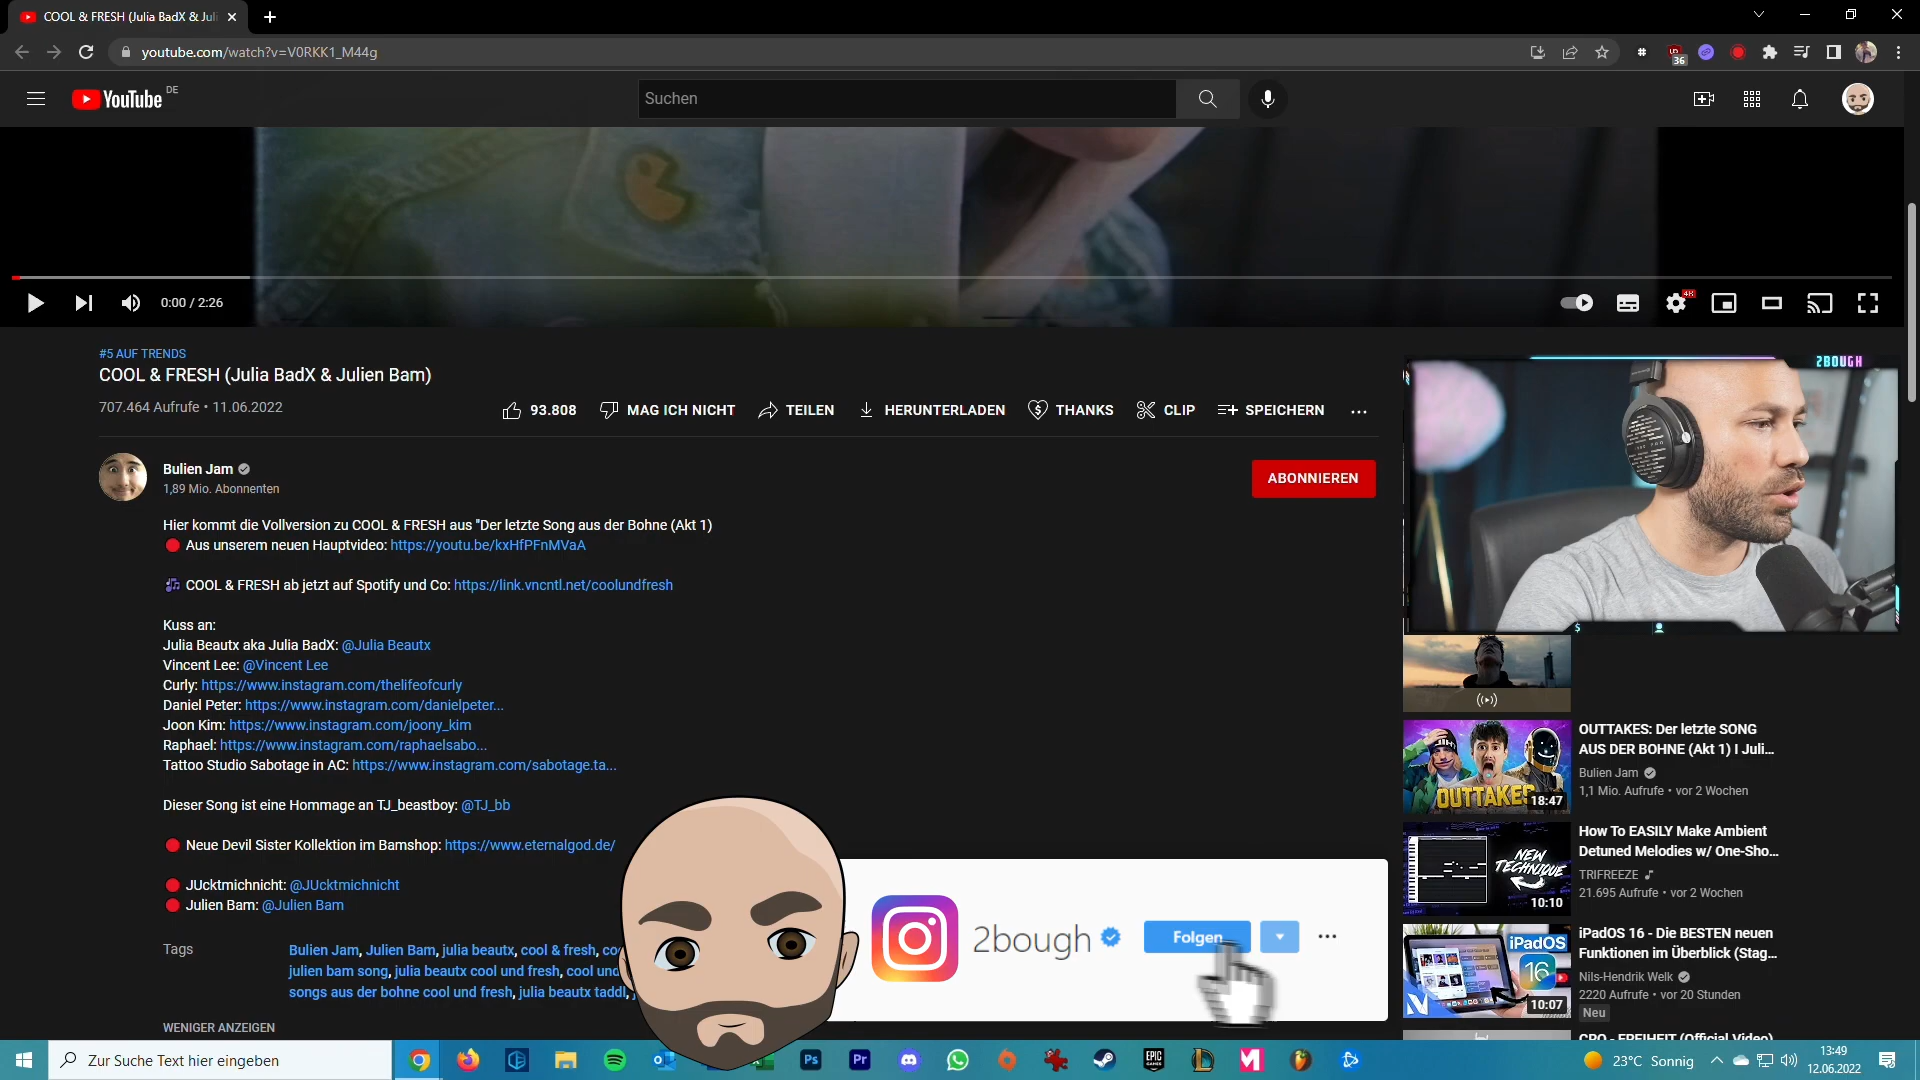 COOL & FRESH (Julia BadX & Juli
youtube.com/watch?v=V0RKK1_M44g
36
YouTube DE
Suchen
0:00 / 2:26
4K
#5 AUF TRENDS
COOL & FRESH (Julia BadX & Julien Bam)
707.464 Aufrufe • 11.06.2022
93.808
MAG ICH NICHT
TEILEN
HERUNTERLADEN
THANKS
CLIP
SPEICHERN
Bulien Jam
1,89 Mio. Abonnenten
ABONNIEREN
Hier kommt die Vollversion zu COOL & FRESH aus "Der letzte Song aus der Bohne (Akt 1)
Aus unserem neuen Hauptvideo: https://youtu.be/kxHfPFnMVaA
COOL & FRESH ab jetzt auf Spotify und Co: https://link.vncntl.net/coolundfresh
Kuss an:
Julia Beautx aka Julia BadX: @Julia Beautx
Vincent Lee: @Vincent Lee
Curly: https://www.instagram.com/thelifeofcurly
Daniel Peter: https://www.instagram.com/danielpeter...
Joon Kim: https://www.instagram.com/joony_kim
Raphael: https://www.instagram.com/raphaelsabo...
Tattoo Studio Sabotage in AC: https://www.instagram.com/sabotage.ta...
Dieser Song ist eine Hommage an TJ_beastboy: @TJ_bb
Neue Devil Sister Kollektion im Bamshop: https://www.eternalgod.de/
JUcktmichnicht: @JUcktmichnicht
Julien Bam: @Julien Bam
Tags
Bulien Jam, Julien Bam, julia beautx, cool & fresh, coo
julien bam song, julia beautx cool und fresh, cool und
songs aus der bohne cool und fresh, julia beautx taddl,
WENIGER ANZEIGEN
2bough
Folgen
2BOUGH
OUTTAKES
18:47
OUTTAKES: Der letzte SONG
AUS DER BOHNE (Akt 1) I Juli...
Bulien Jam
1,1 Mio. Aufrufe • vor 2 Wochen
NEW
TECHNIQUE
10:10
How To EASILY Make Ambient
Detuned Melodies w/ One-Sho...
TRIFREEZE
21.695 Aufrufe • vor 2 Wochen
iPadOS
16
10:07
iPadOS 16 - Die BESTEN neuen
Funktionen im Überblick (Stag...
Nils-Hendrik Welk
2220 Aufrufe • vor 20 Stunden
Neu
CRO - FREIHEIT (Official Video)
Zur Suche Text hier eingeben
Ps
Pr
EPIC
GAMES
23°C Sonnig
13:49
12.06.2022